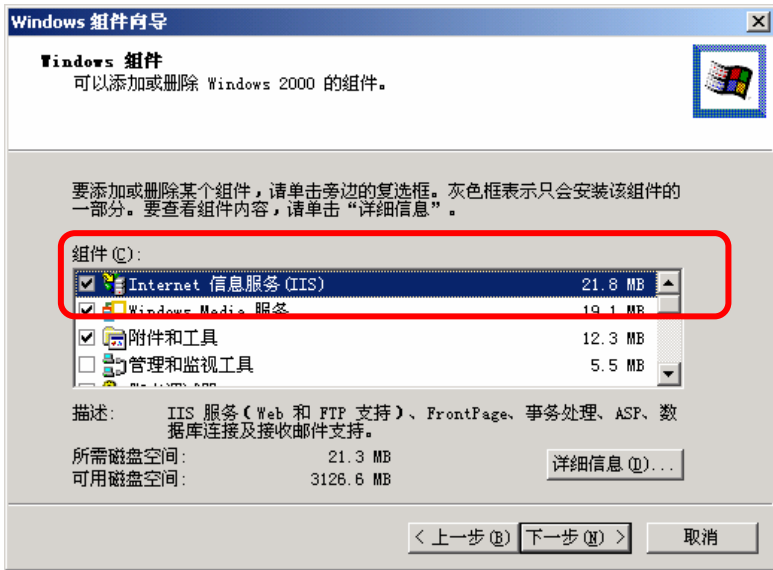 Windows 组件向导
Windows 组件
可以添加或删除 Windows 2000 的组件。
要添加或删除某个组件，请单击旁边的复选框。灰色框表示只会安装该组件的
一部分。要查看组件内容，请单击“详细信息”。
组件(C):
Internet 信息服务(IIS) 21.8 MB
Windows Media 服务 19.1 MB
附件和工具 12.3 MB
管理和监视工具 5.5 MB
描述: IIS 服务(Web 和 FTP 支持)、FrontPage、事务处理、ASP、数
据库连接及接收邮件支持。
所需磁盘空间: 21.3 MB
可用磁盘空间: 3126.6 MB
详细信息(D)...
< 上一步(B) 下一步(N) > 取消